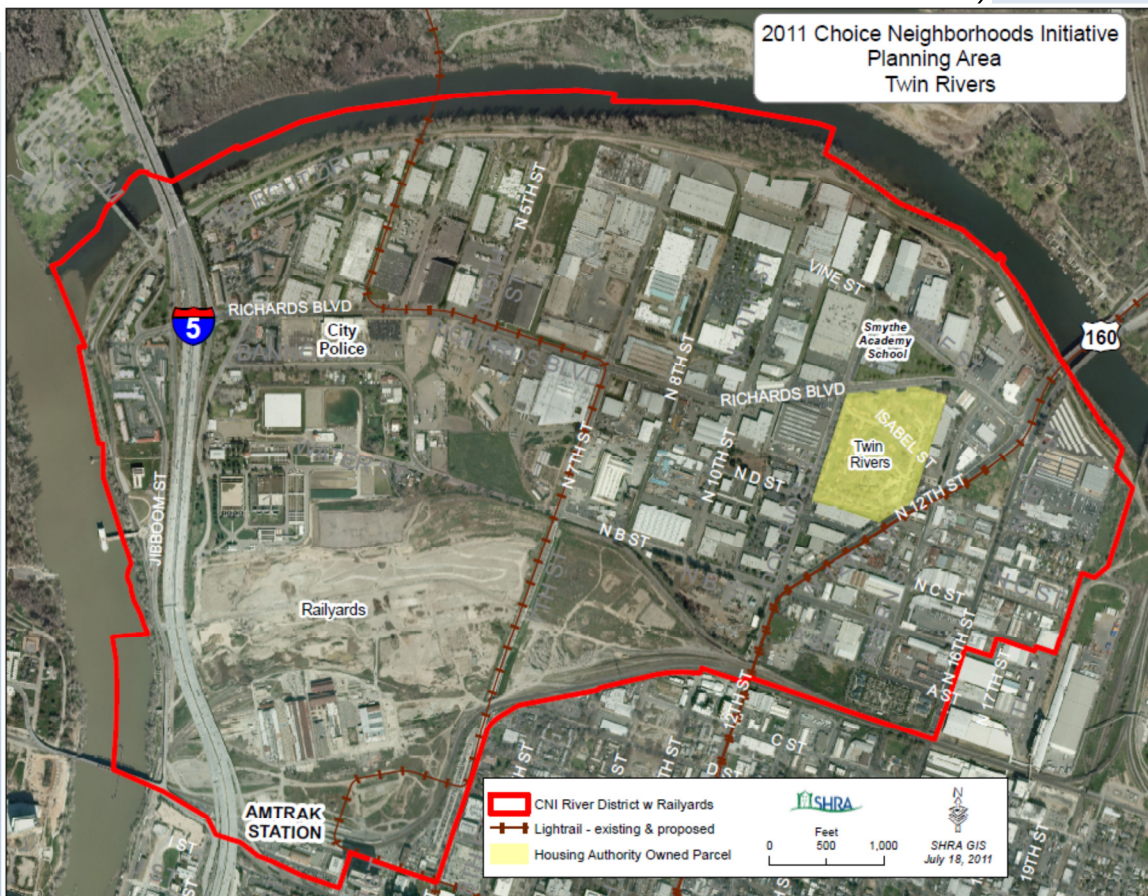 2011 Choice Neighborhoods Initiative
Planning Area
Twin Rivers
N 5TH ST
VINE ST
5
RICHARDS BLVD
City
Police
Smythe
Academy
School
160
N 8TH ST
RICHARDS BLVD
ISABEL ST
Twin
Rivers
N 7TH ST
N 10TH ST
N D ST
N 12TH ST
JIBBOOM ST
N B ST
N C ST
Railyards
N 16TH ST
N 17TH ST
A ST
12TH ST
C ST
AMTRAK
STATION
ST
19TH ST
CNI River District w Railyards
Lightrail - existing & proposed
Housing Authority Owned Parcel
SHRA
Feet
0 500 1,000
N
SHRA GIS
July 18, 2011